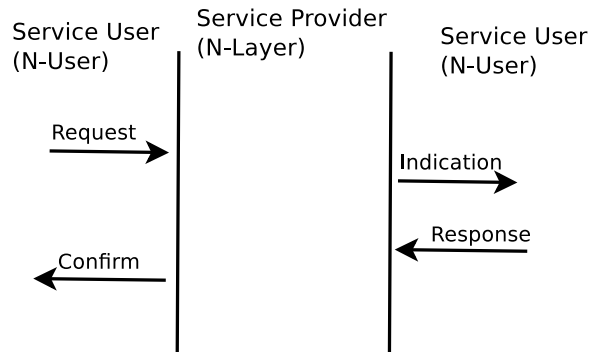 Service User
(N-User)
Service Provider
(N-Layer)
Service User
(N-User)
Request
Indication
Response
Confirm